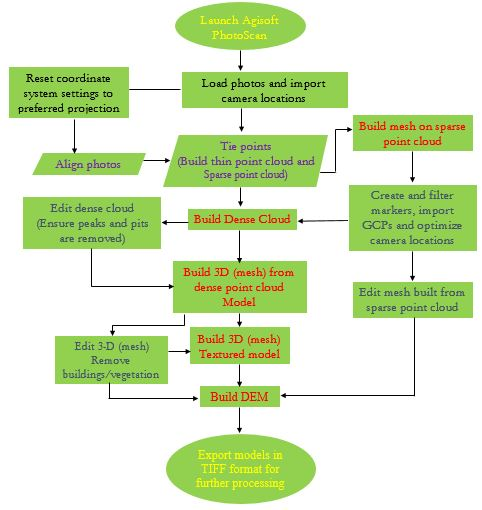 Launch Agisoft
PhotoScan
Reset coordinate
system settings to
preferred projection
Load photos and import
camera locations
Build mesh on sparse
point cloud
Align photos
Tie points
(Build thin point cloud and
Sparse point cloud)
Edit dense cloud
(Ensure peaks and pits
are removed)
Build Dense Cloud
Create and filter
markers, import
GCPs and optimize
camera locations
Build 3D (mesh) from
dense point cloud
Model
Edit mesh built from
sparse point cloud
Edit 3-D (mesh)
Remove
buildings/vegetation
Build 3D (mesh)
Textured model
Build DEM
Export models in
TIFF format for
further processing